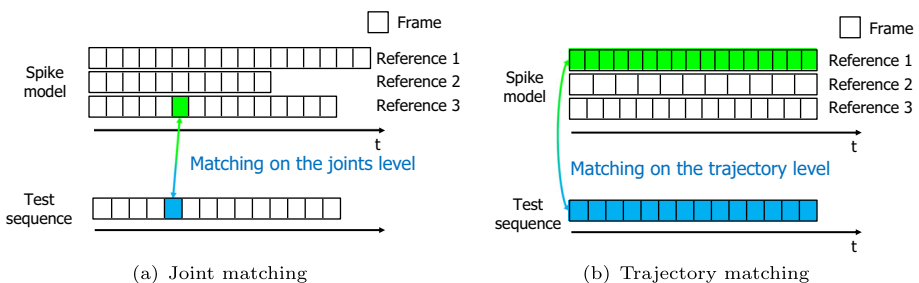 Frame
Spike
model
Reference 1
Reference 2
Reference 3
t
Matching on the joints level
Test
sequence
t
(a) Joint matching
Frame
Spike
model
Reference 1
Reference 2
Reference 3
t
Matching on the trajectory level
Test
sequence
t
(b) Trajectory matching